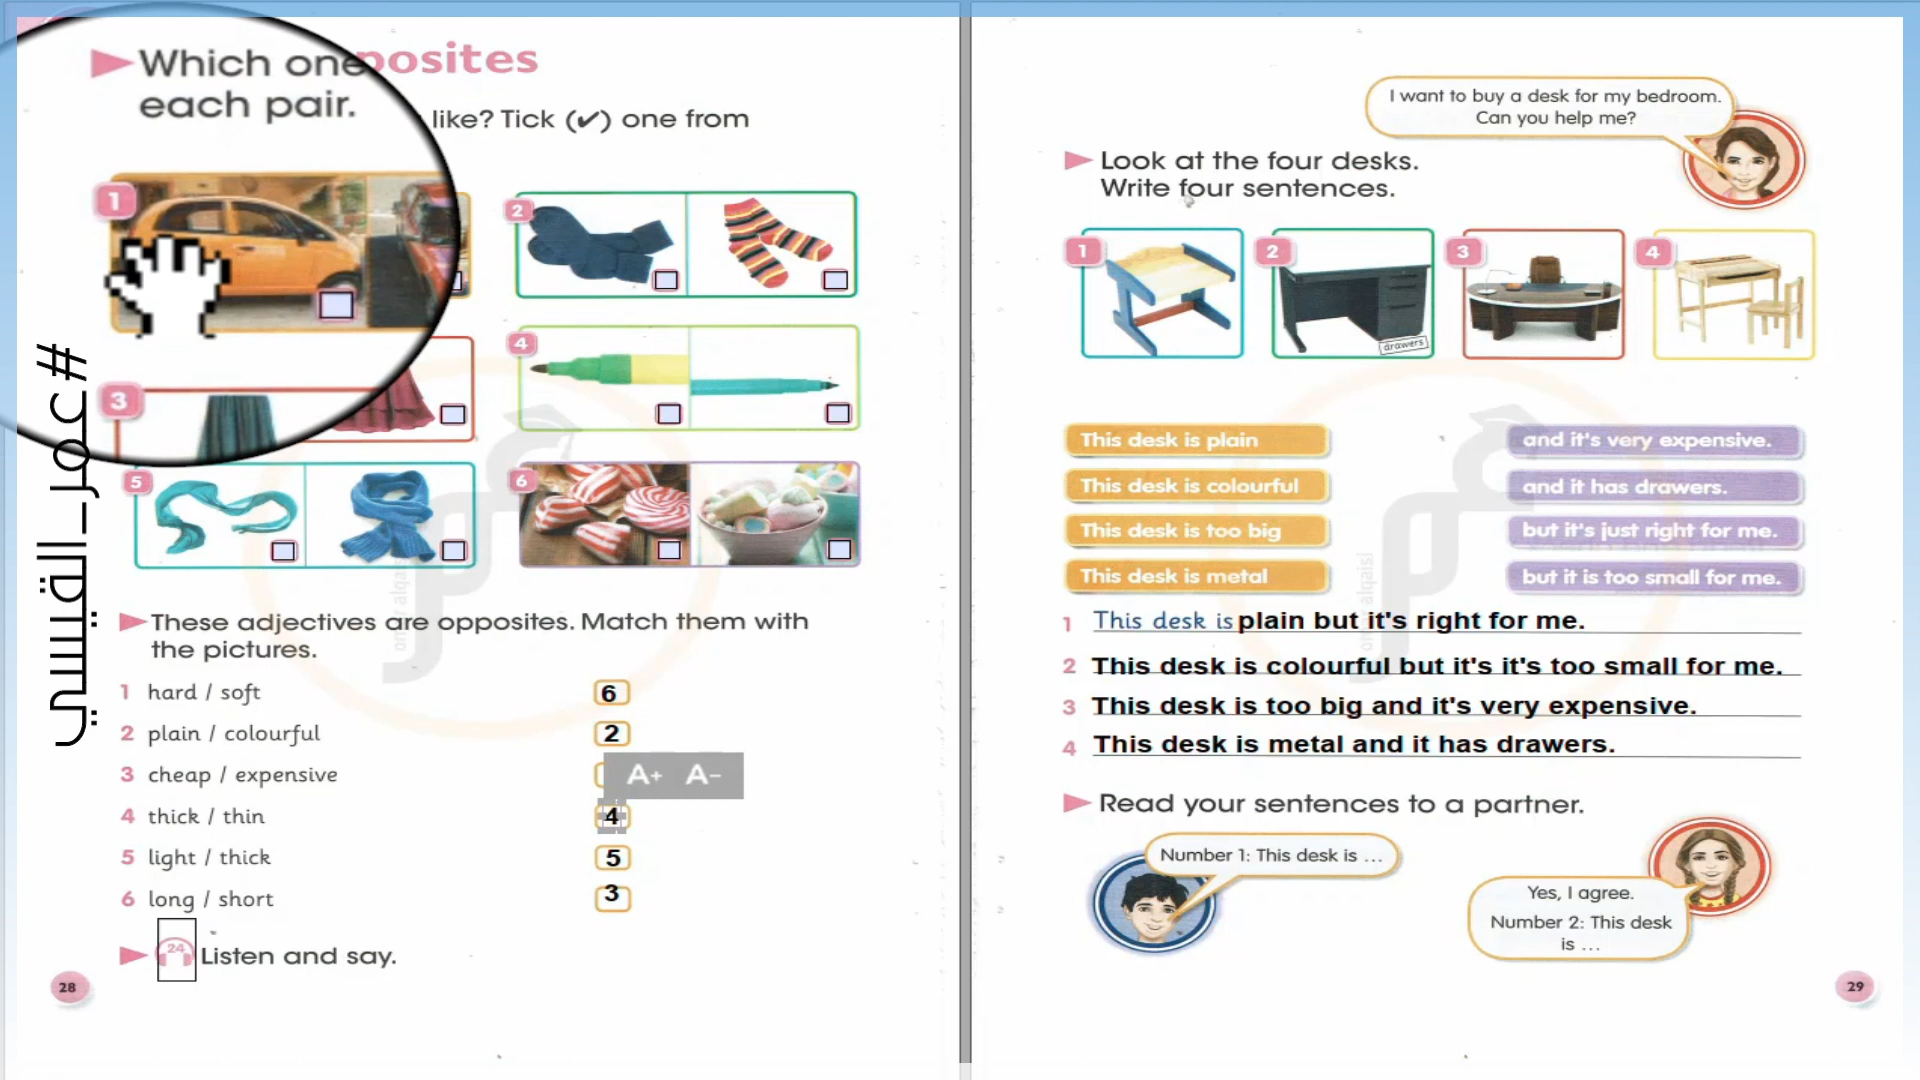 Which one
each pair.
posites
like? Tick (✔) one from
1
2
3
4
5
6
These adjectives are opposites. Match them with
the pictures.
1 hard / soft 6
2 plain / colourful 2
3 cheap / expensive
A+ A-
4 thick / thin 4
5 light / thick 5
6 long / short 3
24 Listen and say.
28
#عمر_القيسي
I want to buy a desk for my bedroom.
Can you help me?
Look at the four desks.
Write four sentences.
1
2
3
4
drawers
This desk is plain
and it's very expensive.
This desk is colourful
and it has drawers.
This desk is too big
but it's just right for me.
This desk is metal
but it is too small for me.
1 This desk is plain but it's right for me.
2 This desk is colourful but it's it's too small for me.
3 This desk is too big and it's very expensive.
4 This desk is metal and it has drawers.
Read your sentences to a partner.
Number 1: This desk is ...
Yes, I agree.
Number 2: This desk
is ...
29